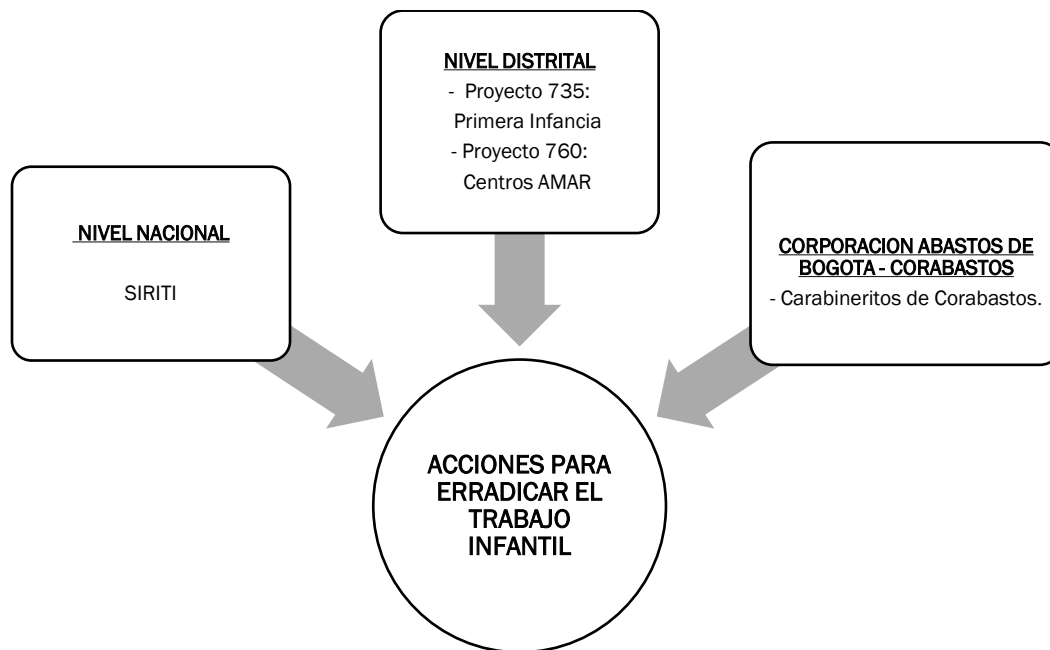 NIVEL DISTRITAL
- Proyecto 735:
Primera Infancia
- Proyecto 760:
Centros AMAR
NIVEL NACIONAL
SIRITI
CORPORACION ABASTOS DE
BOGOTA - CORABASTOS
- Carabineritos de Corabastos.
ACCIONES PARA
ERRADICAR EL
TRABAJO
INFANTIL